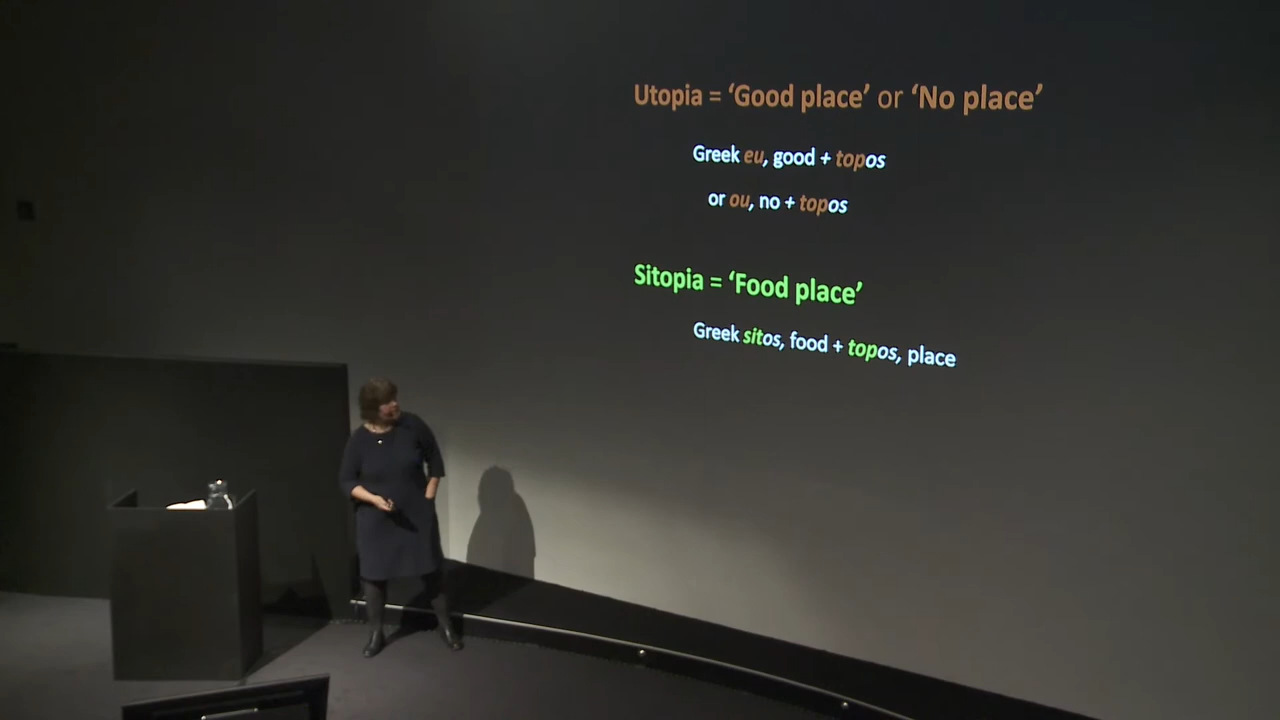 Utopia = ‘Good place’ or ‘No place’
Greek eu, good + topos
or ou, no + topos
Sitopia = ‘Food place’
Greek sitos, food + topos, place